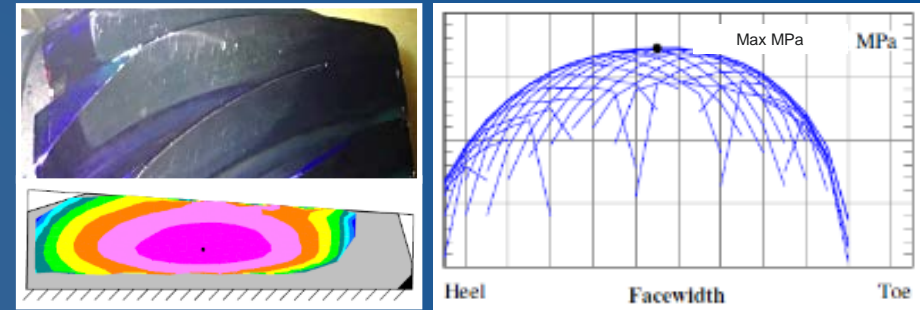 Max MPa
MPa
Heel
Facewidth
Toe